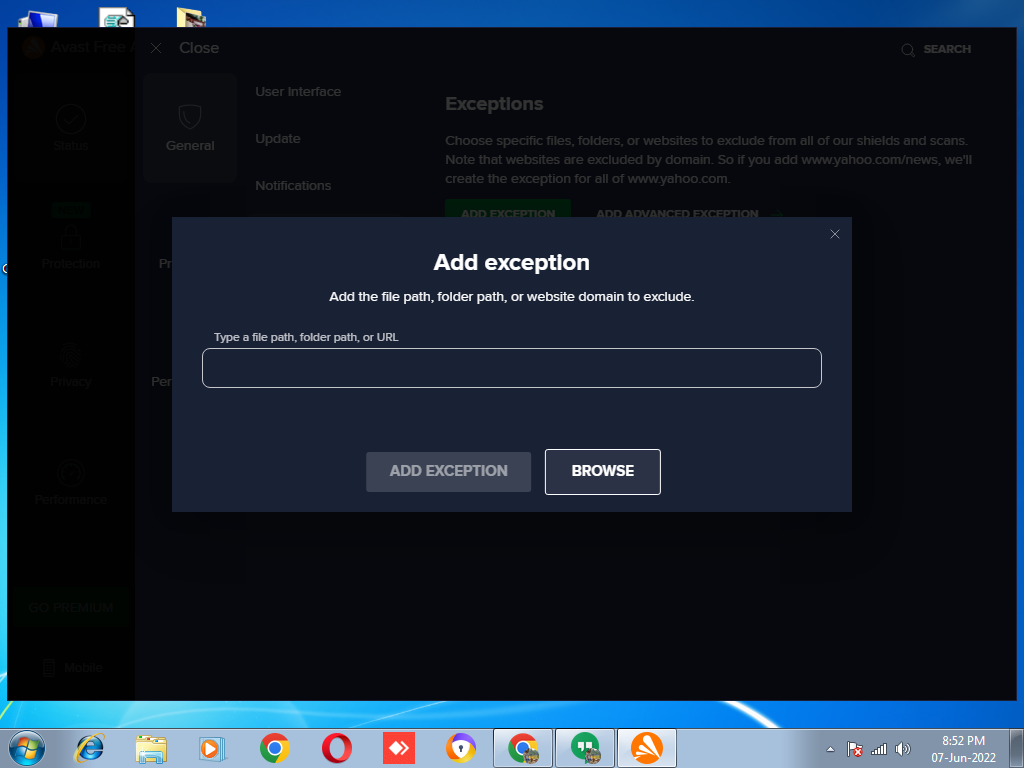 Avast Free A
Close
SEARCH
Status
Protection
Privacy
Performance
GO PREMIUM
Mobile
General
Pr
Per
User Interface
Update
Notifications
Exceptions
Choose specific files, folders, or websites to exclude from all of our shields and scans.
Note that websites are excluded by domain. So if you add www.yahoo.com/news, we'll
create the exception for all of www.yahoo.com.
ADD EXCEPTION
ADD ADVANCED EXCEPTION
Add exception
Add the file path, folder path, or website domain to exclude.
Type a file path, folder path, or URL
ADD EXCEPTION
BROWSE
8:52 PM
07-Jun-2022